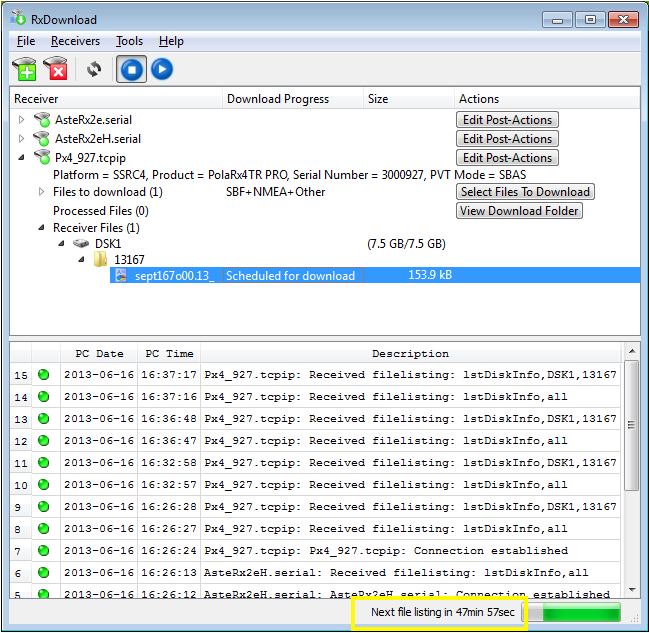 RxDownload
File Receivers Tools Help
Receiver Download Progress Size Actions
AsteRx2e.serial Edit Post-Actions
AsteRx2eH.serial Edit Post-Actions
Px4_927.tcpip Edit Post-Actions
Platform = SSRC4, Product = PolaRx4TR PRO, Serial Number = 3000927, PVT Mode = SBAS
Files to download (1) SBF+NMEA+Other Select Files To Download
Processed Files (0) View Download Folder
Receiver Files (1)
DSK1 (7.5 GB/7.5 GB)
13167
sept167o00.13_ Scheduled for download 153.9 kB
PC Date PC Time Description
15 2013-06-16 16:37:17 Px4_927.tcpip: Received filelisting: lstDiskInfo,DSK1,13167
14 2013-06-16 16:37:16 Px4_927.tcpip: Received filelisting: lstDiskInfo,all
13 2013-06-16 16:36:48 Px4_927.tcpip: Received filelisting: lstDiskInfo,DSK1,13167
12 2013-06-16 16:36:47 Px4_927.tcpip: Received filelisting: lstDiskInfo,all
11 2013-06-16 16:32:58 Px4_927.tcpip: Received filelisting: lstDiskInfo,DSK1,13167
10 2013-06-16 16:32:57 Px4_927.tcpip: Received filelisting: lstDiskInfo,all
9 2013-06-16 16:26:28 Px4_927.tcpip: Received filelisting: lstDiskInfo,DSK1,13167
8 2013-06-16 16:26:27 Px4_927.tcpip: Received filelisting: lstDiskInfo,all
7 2013-06-16 16:26:24 Px4_927.tcpip: Px4_927.tcpip: Connection established
6 2013-06-16 16:26:13 AsteRx2eH.serial: Received filelisting: lstDiskInfo,all
5 2013-06-16 16:26:12 AsteRx2eH.serial: AsteRx2eH.serial: Connection established
Next file listing in 47min 57sec